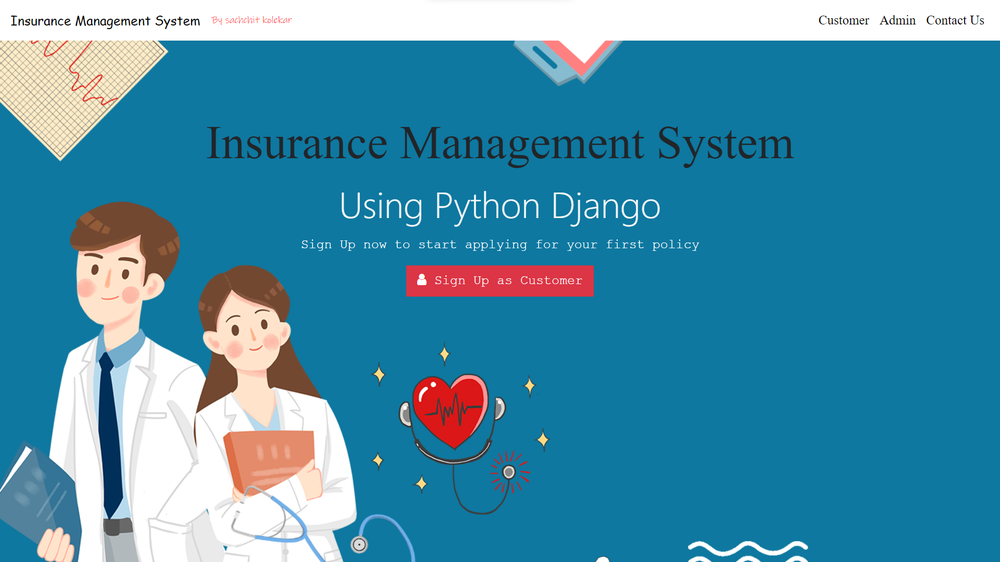 Insurance Management System By sachchit kolekar Customer Admin Contact Us
Insurance Management System
Using Python Django
Sign Up now to start applying for your first policy
Sign Up as Customer